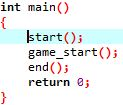 int main()
{
    start();
    game_start();
    end();
    return 0;
}